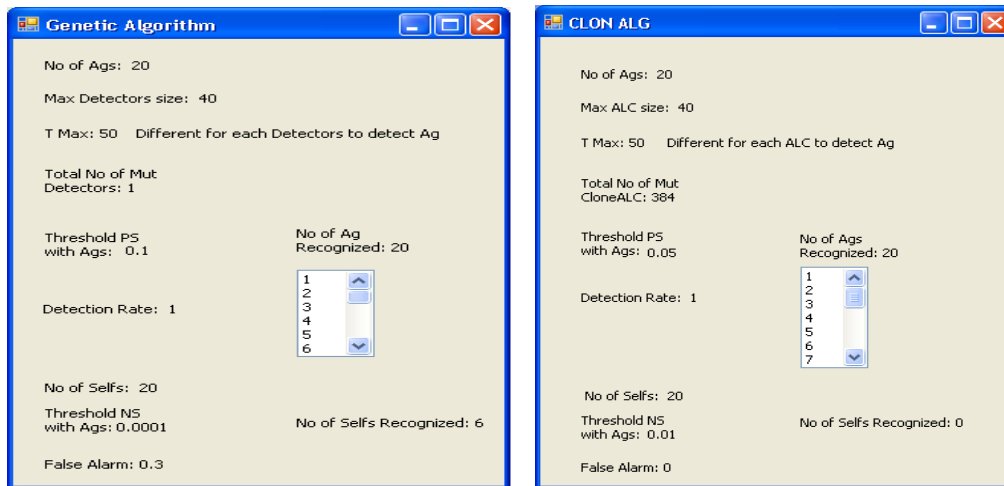 Genetic Algorithm
No of Ags: 20
Max Detectors size: 40
T Max: 50 Different for each Detectors to detect Ag
Total No of Mut
Detectors: 1
Threshold PS
with Ags: 0.1
No of Ag
Recognized: 20
Detection Rate: 1
1
2
3
4
5
6
No of Selfs: 20
Threshold NS
with Ags: 0.0001
No of Selfs Recognized: 6
False Alarm: 0.3
CLON ALG
No of Ags: 20
Max ALC size: 40
T Max: 50 Different for each ALC to detect Ag
Total No of Mut
CloneALC: 384
Threshold PS
with Ags: 0.05
No of Ags
Recognized: 20
Detection Rate: 1
1
2
3
4
5
6
7
No of Selfs: 20
Threshold NS
with Ags: 0.01
No of Selfs Recognized: 0
False Alarm: 0